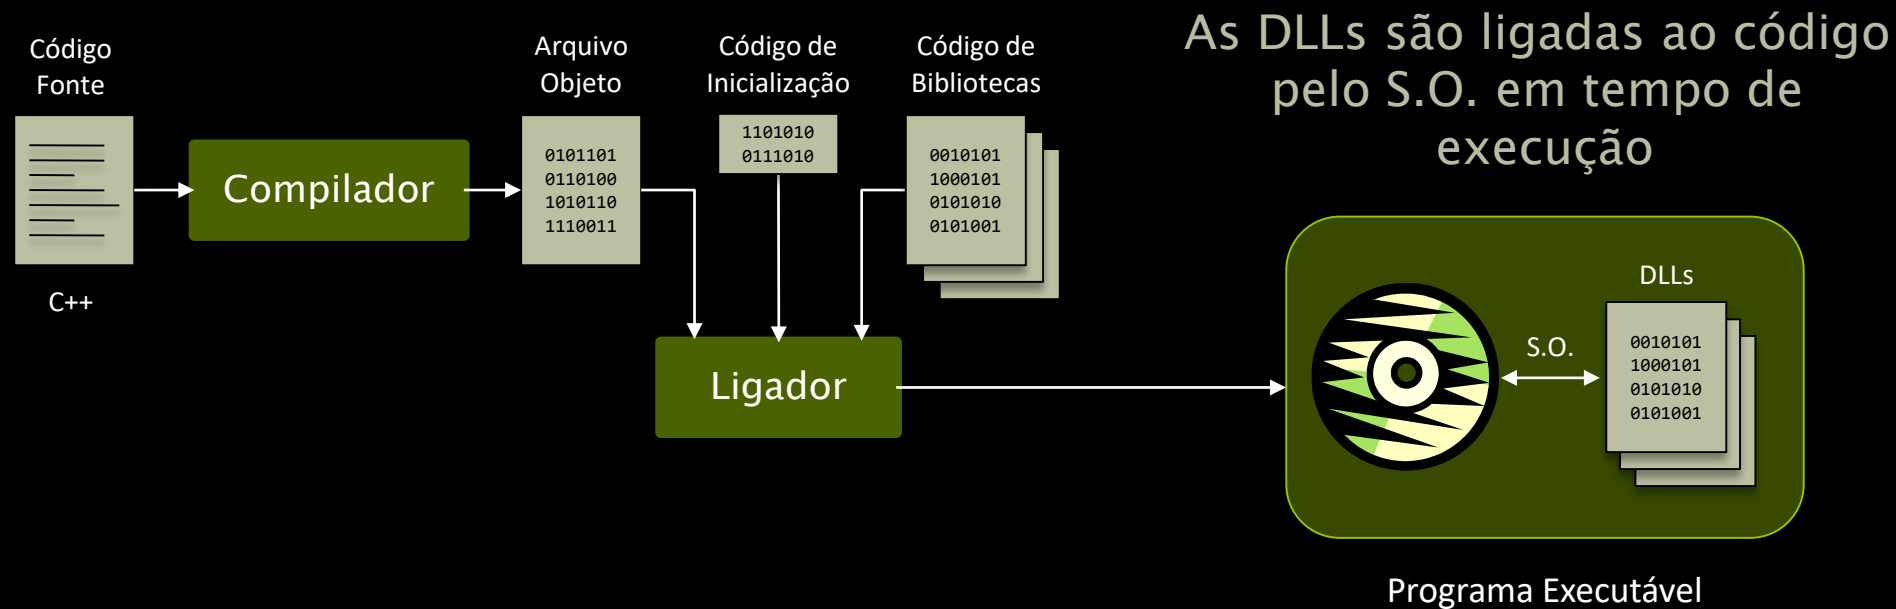 As DLLs são ligadas ao código
pelo S.O. em tempo de
execução
Código
Fonte
C++
Compilador
Arquivo
Objeto
0101101
0110100
1010110
1110011
Código de
Inicialização
1101010
0111010
Código de
Bibliotecas
0010101
1000101
0101010
0101001
Ligador
S.O.
DLLs
0010101
1000101
0101010
0101001
Programa Executável